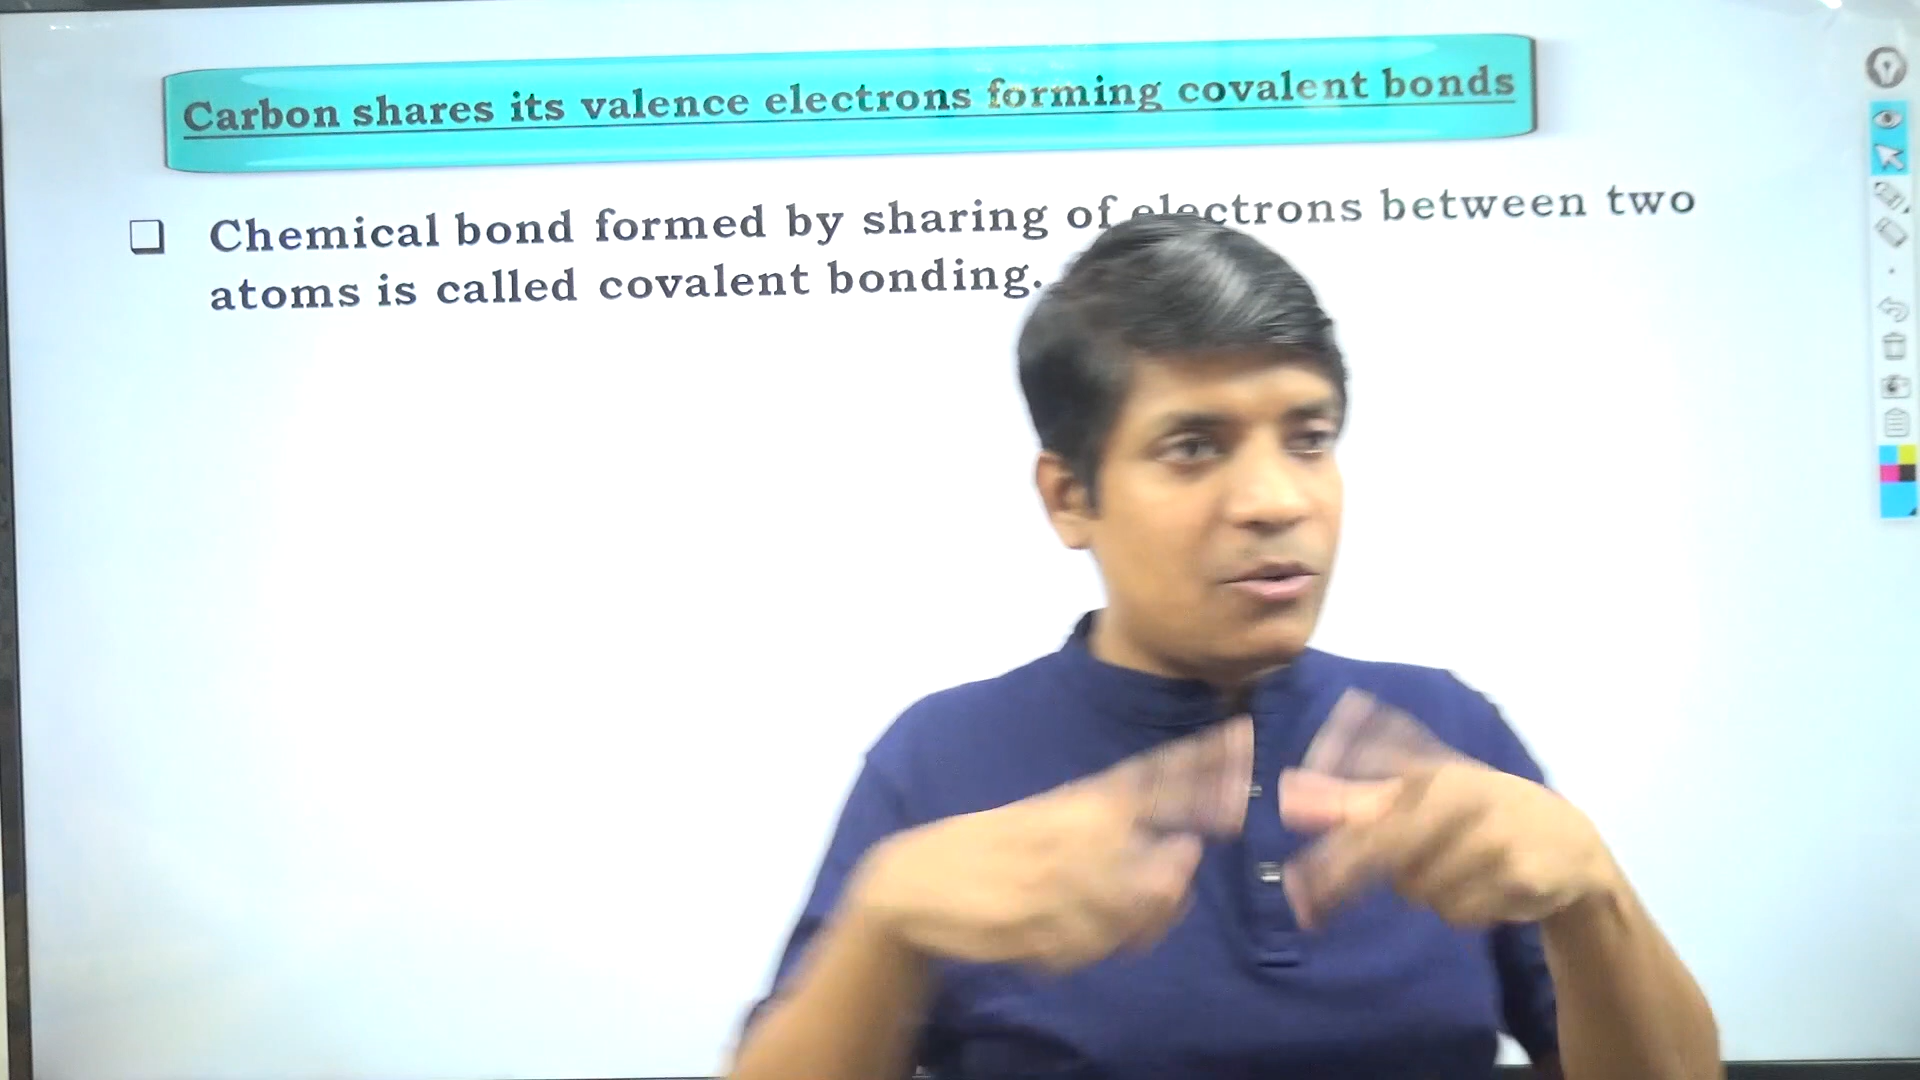 Carbon shares its valence electrons forming covalent bonds
Chemical bond formed by sharing of electrons between two
atoms is called covalent bonding.